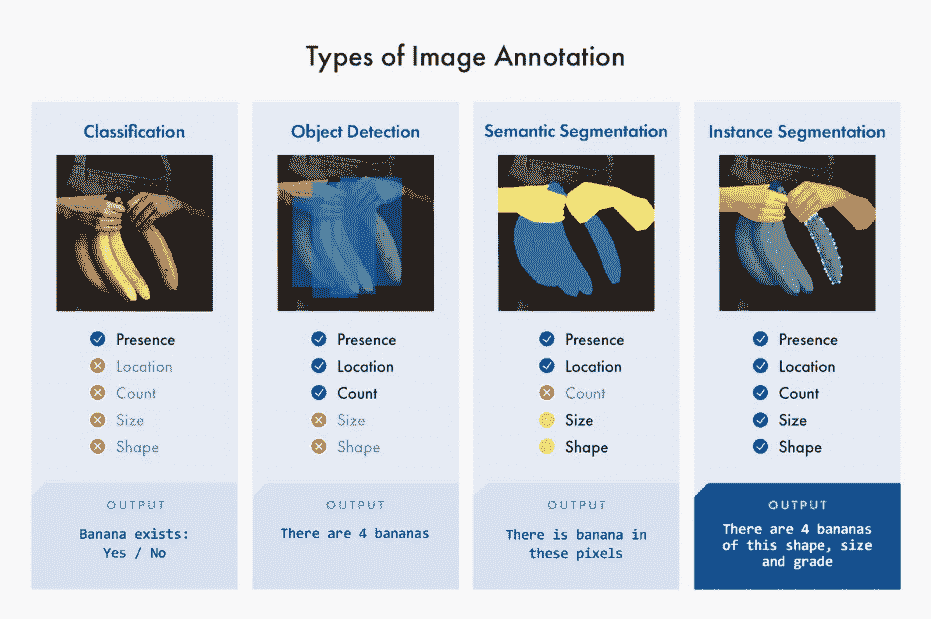 Types of Image Annotation
Classification
Presence
Location
Count
Size
Shape
OUTPUT
Banana exists:
Yes / No
Object Detection
Presence
Location
Count
Size
Shape
OUTPUT
There are 4 bananas
Semantic Segmentation
Presence
Location
Count
Size
Shape
OUTPUT
There is banana in
these pixels
Instance Segmentation
Presence
Location
Count
Size
Shape
OUTPUT
There are 4 bananas
of this shape, size
and grade